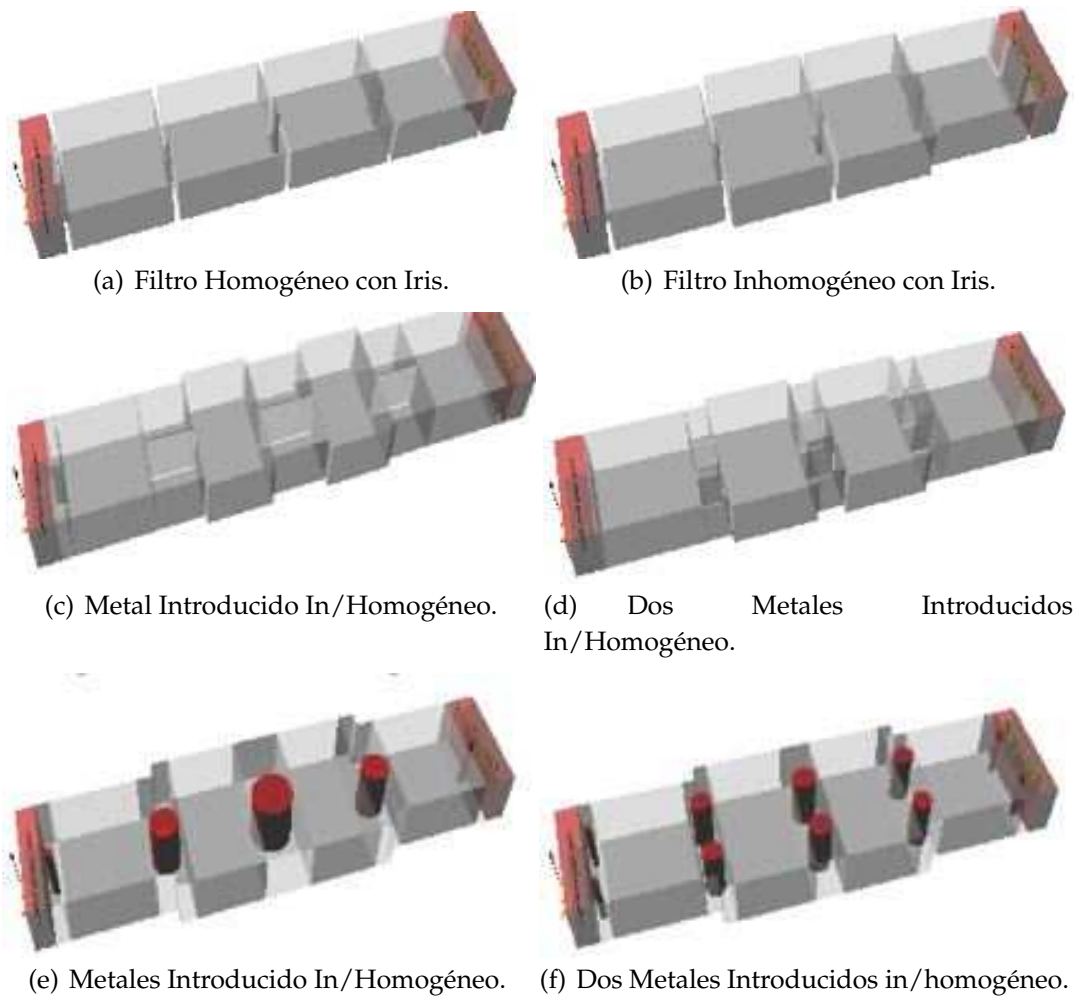 (a) Filtro Homogéneo con Iris.
(b) Filtro Inhomogéneo con Iris.
(c) Metal Introducido In/Homogéneo.
(d) Dos Metales Introducidos
In/Homogéneo.
(e) Metales Introducido In/Homogéneo.
(f) Dos Metales Introducidos in/homogéneo.